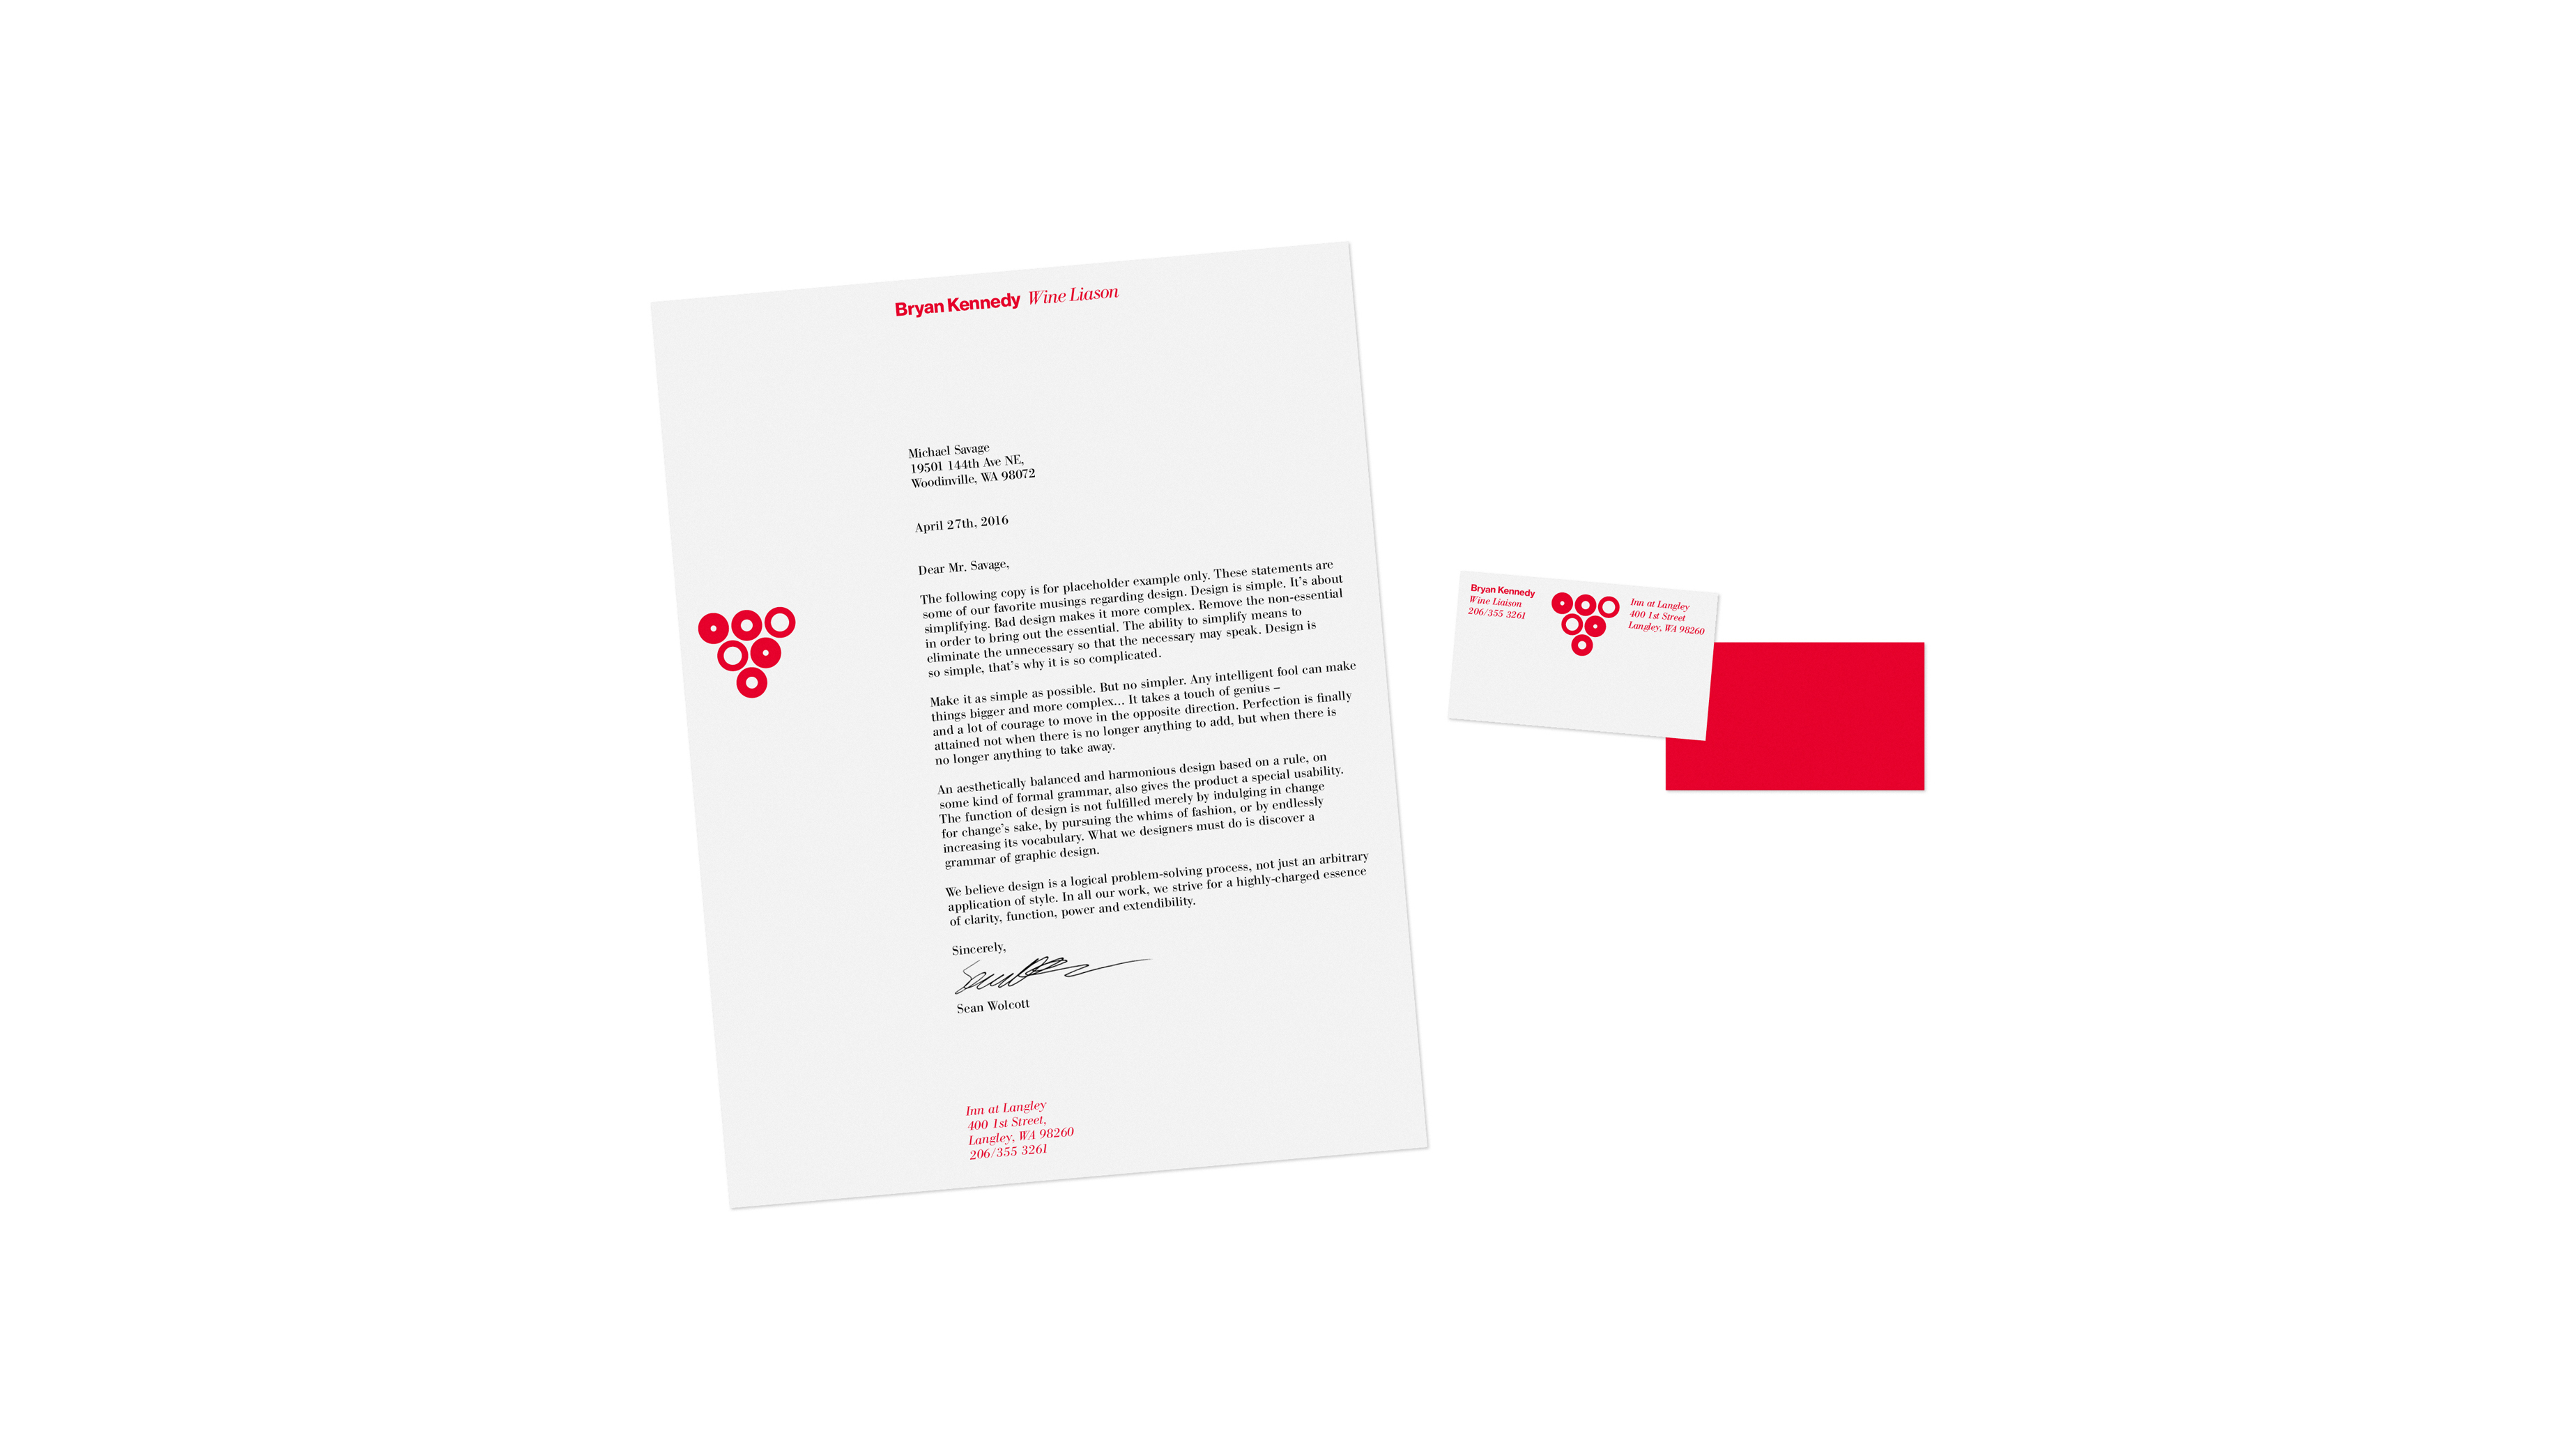 Bryan Kennedy Wine Liason
Michael Savage
19501 144th Ave NE,
Woodinville, WA 98072
April 27th, 2016
Dear Mr. Savage,
The following copy is for placeholder example only. These statements are
some of our favorite musings regarding design. Design is simple. It's about
simplifying. Bad design makes it more complex. Remove the non-essential
in order to bring out the essential. The ability to simplify means to
eliminate the unnecessary so that the necessary may speak. Design is
so simple, that's why it is so complicated.
Make it as simple as possible. But no simpler. Any intelligent fool can make
things bigger and more complex... It takes a touch of genius –
and a lot of courage to move in the opposite direction. Perfection is finally
attained not when there is no longer anything to add, but when there is
no longer anything to take away.
An aesthetically balanced and harmonious design based on a rule, on
some kind of formal grammar, also gives the product a special usability.
The function of design is not fulfilled merely by indulging in change
for change's sake, by pursuing the whims of fashion, or by endlessly
increasing its vocabulary. What we designers must do is discover a
grammar of graphic design.
We believe design is a logical problem-solving process, not just an arbitrary
application of style. In all our work, we strive for a highly-charged essence
of clarity, function, power and extendibility.
Sincerely,
Sean Wolcott
Inn at Langley
400 1st Street,
Langley, WA 98260
206/355 3261
Bryan Kennedy
Wine Liaison
206/355 3261
Inn at Langley
400 1st Street
Langley, WA 98260